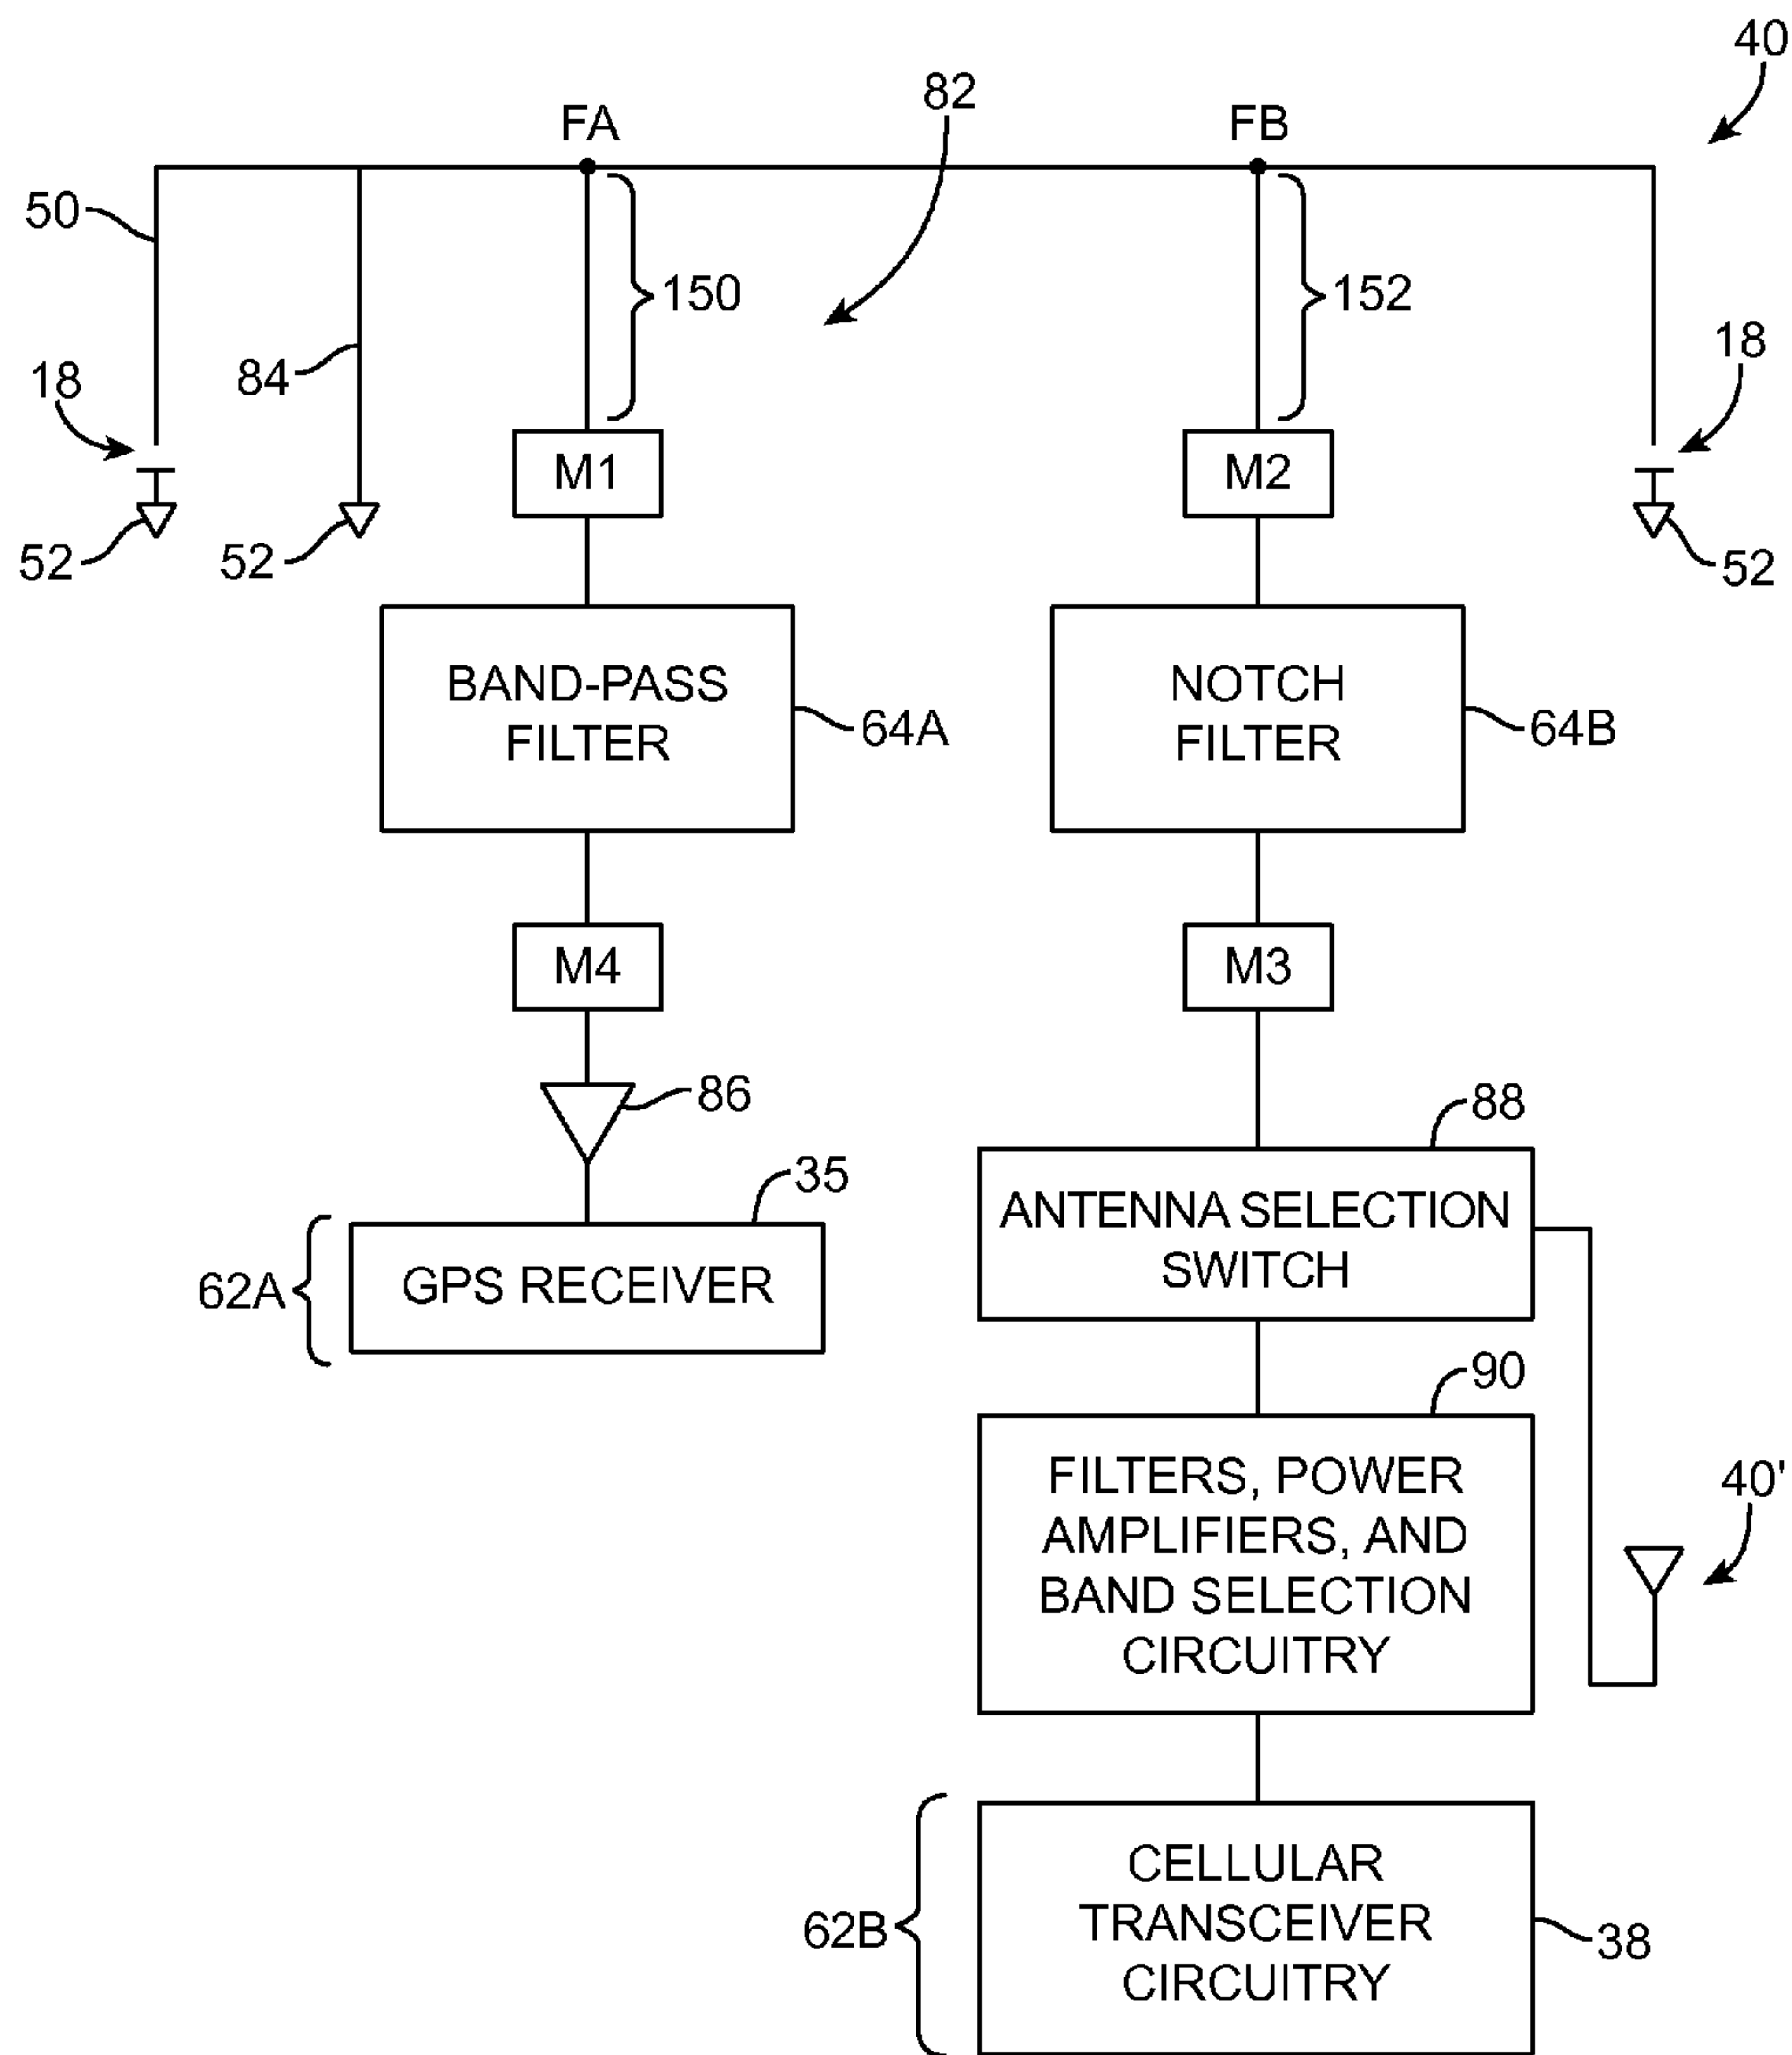 40
82
FA
FB
50
150
152
18
84
18
M1
M2
52
52
52
BAND-PASS
FILTER
64A
NOTCH
FILTER
64B
M4
M3
86
88
35
ANTENNA SELECTION
SWITCH
62A
GPS RECEIVER
90
FILTERS, POWER
AMPLIFIERS, AND
BAND SELECTION
CIRCUITRY
40'
CELLULAR
TRANSCEIVER
CIRCUITRY
62B
38